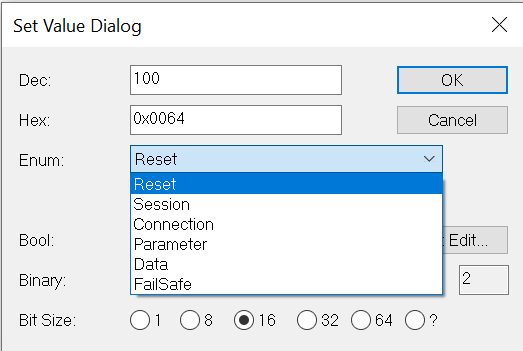 Set Value Dialog
Dec: 100 OK
Hex: 0x0064 Cancel
Enum: Reset
Reset
Session
Connection
Parameter
Data
FailSafe
Bool: Edit...
Binary: 2
Bit Size: 1 8 16 32 64 ?